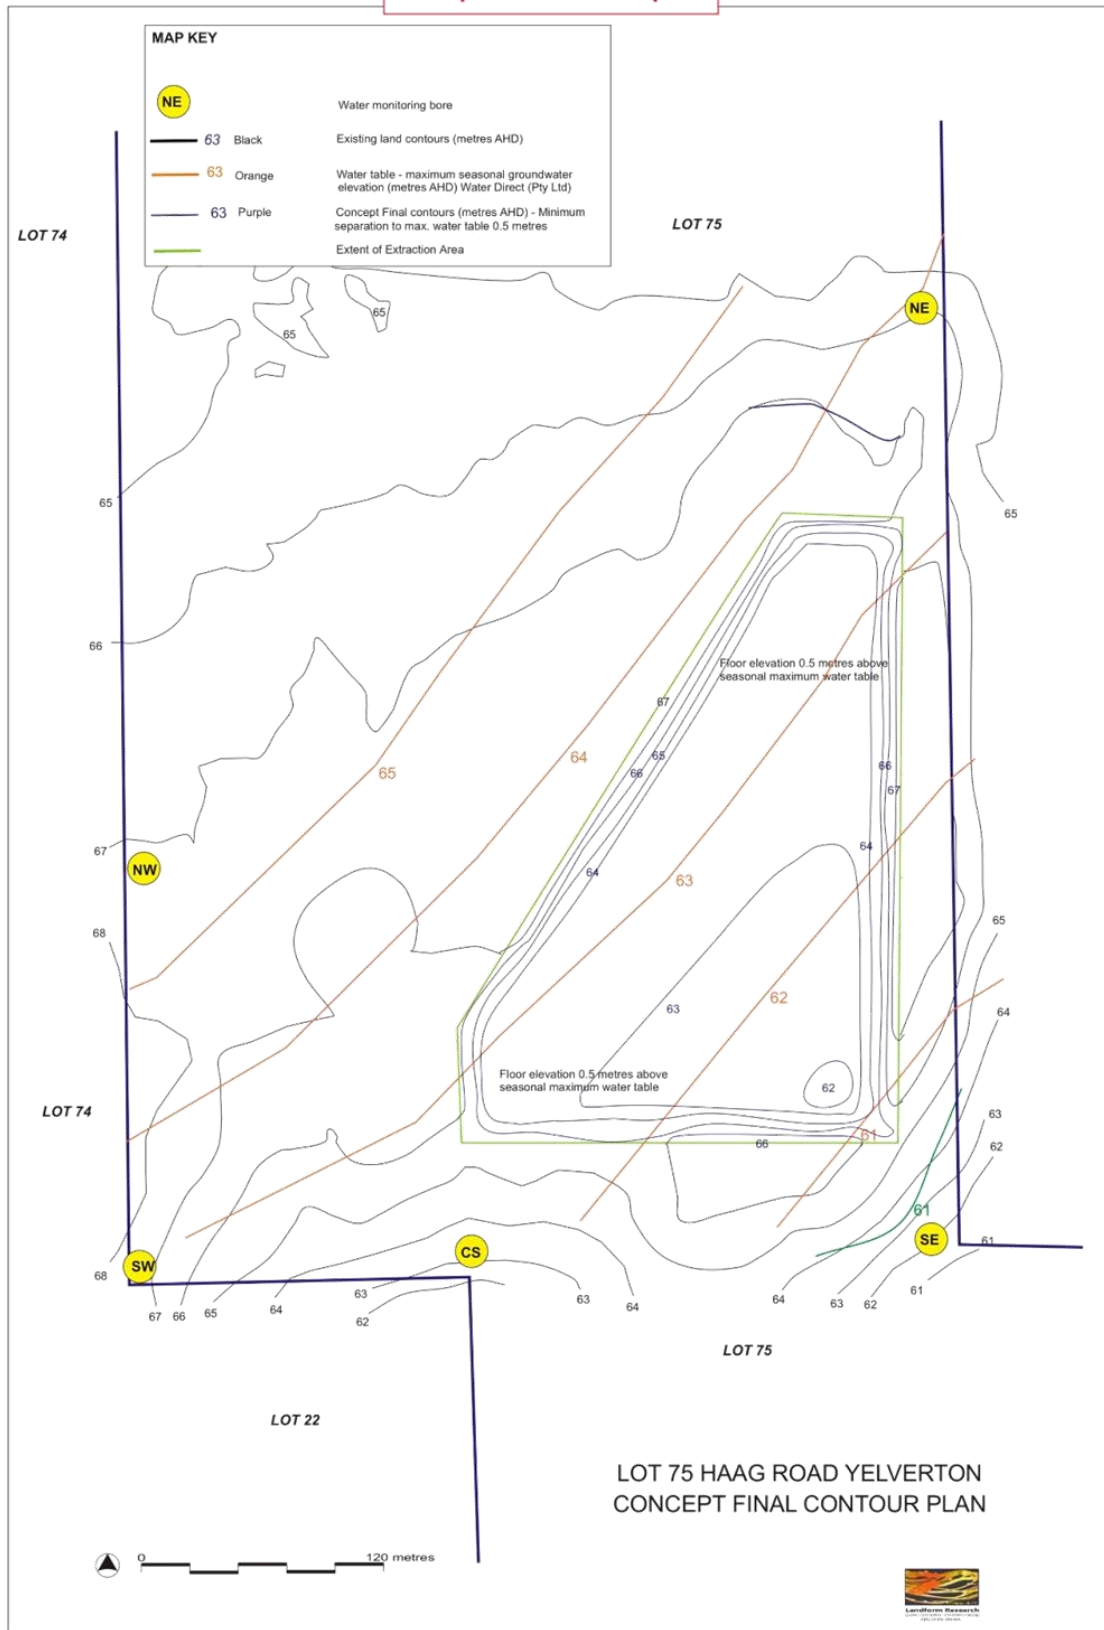 MAP KEY
NE
Water monitoring bore
63 Black
Existing land contours (metres AHD)
63 Orange
Water table - maximum seasonal groundwater
elevation (metres AHD) Water Direct (Pty Ltd)
63 Purple
Concept Final contours (metres AHD) - Minimum
separation to max. water table 0.5 metres
Extent of Extraction Area
LOT 74
LOT 75
65
65
NE
65
65
66
Floor elevation 0.5 metres above
seasonal maximum water table
67
65
64
65
66
66
67
67
NW
64
64
63
68
65
62
63
64
Floor elevation 0.5 metres above
seasonal maximum water table
62
LOT 74
63
61
66
62
61
SE
61
CS
SW
68
67
66
65
64
63
62
63
64
64
63
62
61
LOT 75
LOT 22
LOT 75 HAAG ROAD YELVERTON
CONCEPT FINAL CONTOUR PLAN
0
120 metres
Landform Research